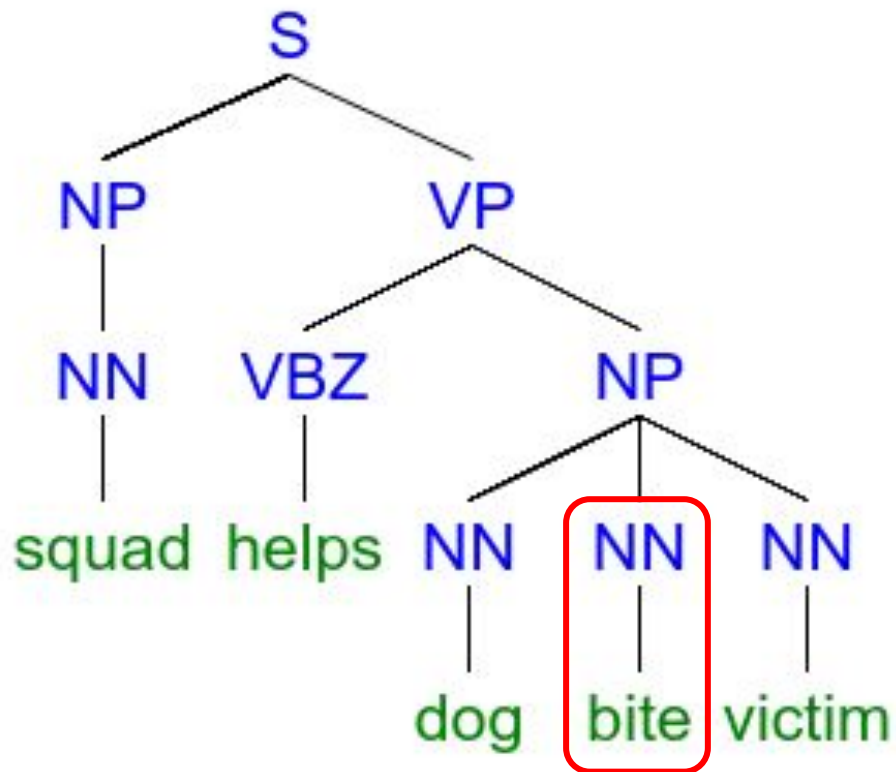 S
NP VP
NN VBZ NP
squad helps NN NN NN
dog bite victim